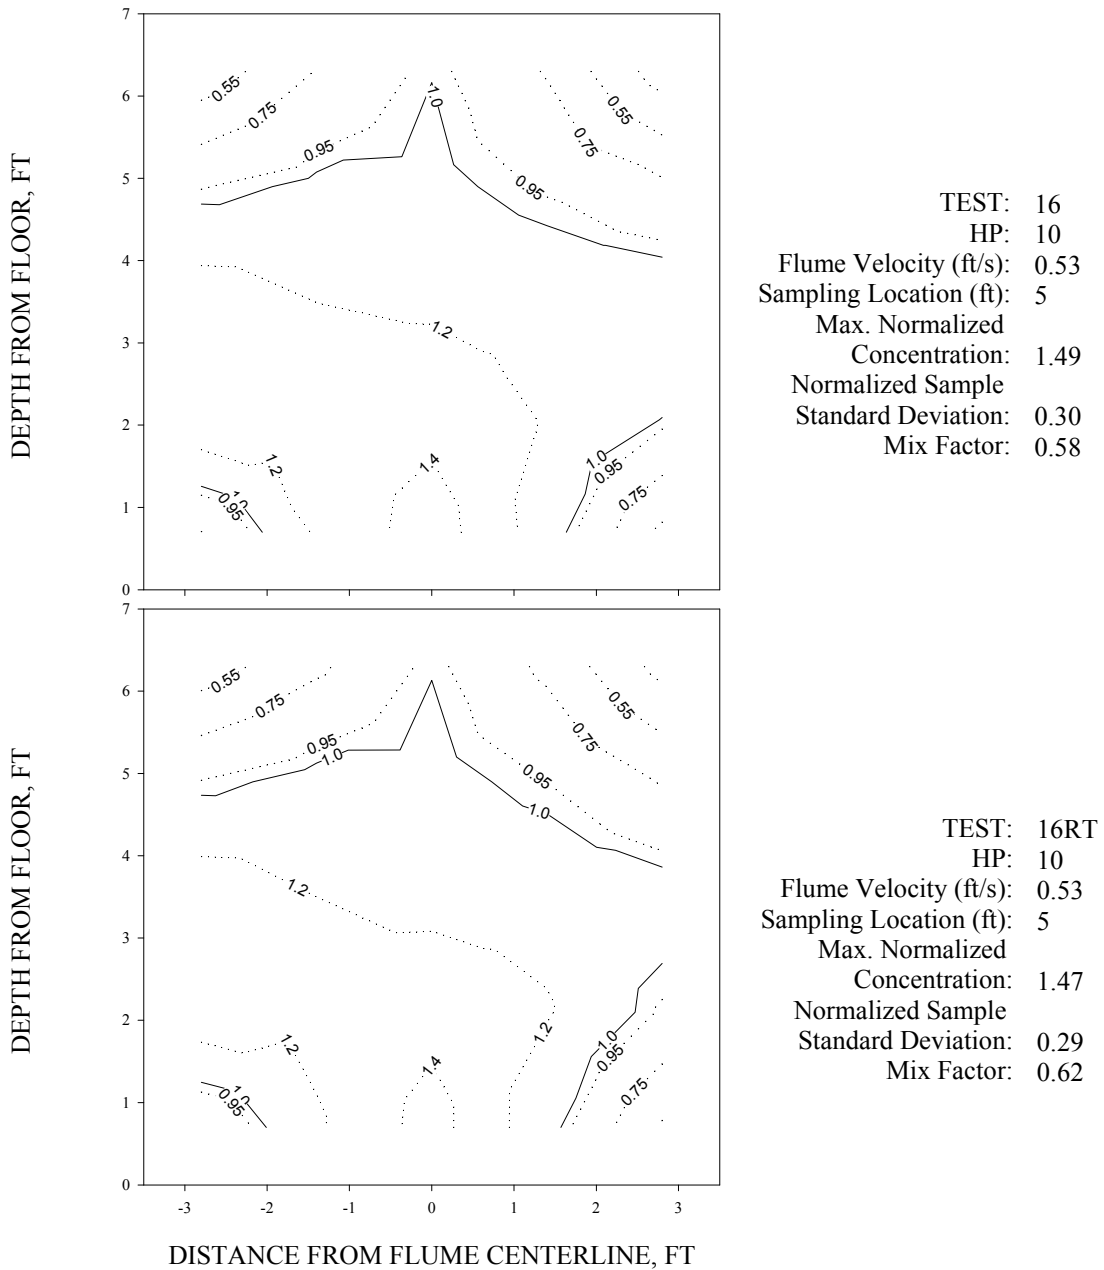 7
6
5
4
3
2
1
0
DEPTH FROM FLOOR, FT
0.55
0.75
0.95
1.0
0.55
0.75
0.95
1.2
1.2
1.0
0.95
1.4
1.0
0.95
0.75
TEST: 16
HP: 10
Flume Velocity (ft/s): 0.53
Sampling Location (ft): 5
Max. Normalized
Concentration: 1.49
Normalized Sample
Standard Deviation: 0.30
Mix Factor: 0.58
7
6
5
4
3
2
1
0
DEPTH FROM FLOOR, FT
0.55
0.75
0.95
1.0
0.55
0.75
0.95
1.0
1.2
1.2
1.2
1.0
0.95
1.4
1.0
0.95
0.75
-3 -2 -1 0 1 2 3
DISTANCE FROM FLUME CENTERLINE, FT
TEST: 16RT
HP: 10
Flume Velocity (ft/s): 0.53
Sampling Location (ft): 5
Max. Normalized
Concentration: 1.47
Normalized Sample
Standard Deviation: 0.29
Mix Factor: 0.62